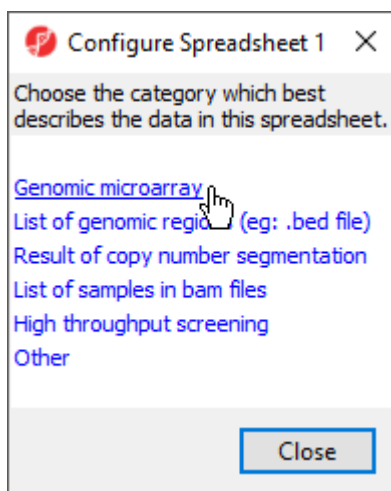 Configure Spreadsheet 1
Choose the category which best
describes the data in this spreadsheet.
Genomic microarray
List of genomic (eg: .bed file)
Result of copy number segmentation
List of samples in bam files
High throughput screening
Other
Close